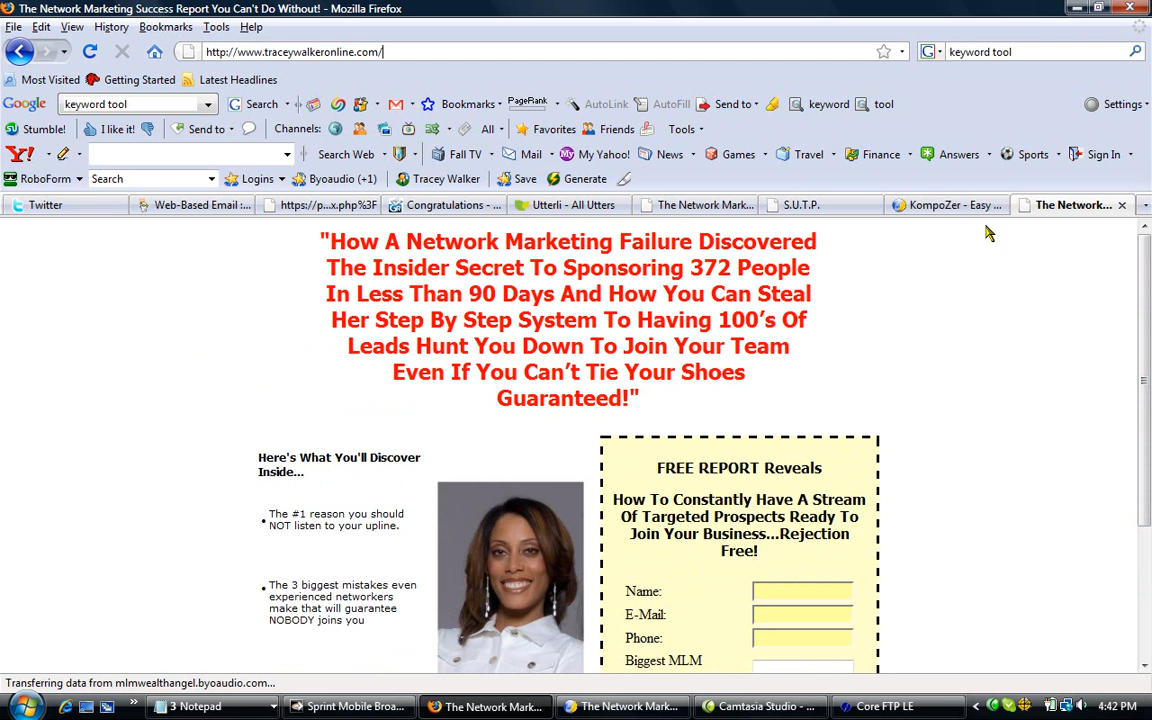 The Network Marketing Success Report You Can't Do Without! - Mozilla Firefox
File Edit View History Bookmarks Tools Help
http://www.traceywalkeronline.com/ keyword tool
Most Visited Getting Started Latest Headlines
Google keyword tool Search Bookmarks PageRank AutoLink AutoFill Send to keyword tool Settings
Stumble! I like it! Send to Channels: All Favorites Friends Tools
Y! Search Web Fall TV Mail My Yahoo! News Games Travel Finance Answers Sports Sign In
RoboForm Search Logins Byoaudio (+1) Tracey Walker Save Generate
Twitter Web-Based Email :... https://p...x.php%3F Congratulations - ... Utterli - All Utters The Network Mark... S.U.T.P. KompoZer - Easy ... The Network...
"How A Network Marketing Failure Discovered
The Insider Secret To Sponsoring 372 People
In Less Than 90 Days And How You Can Steal
Her Step By Step System To Having 100’s Of
Leads Hunt You Down To Join Your Team
Even If You Can’t Tie Your Shoes
Guaranteed!"
Here's What You'll Discover
Inside...
• The #1 reason you should
NOT listen to your upline.
• The 3 biggest mistakes even
experienced networkers
make that will guarantee
NOBODY joins you
FREE REPORT Reveals
How To Constantly Have A Stream
Of Targeted Prospects Ready To
Join Your Business...Rejection
Free!
Name:
E-Mail:
Phone:
Biggest MLM
Transferring data from mlmwealthangel.byoaudio.com...
3 Notepad Sprint Mobile Broa... The Network Mark... The Network Mark... Camtasia Studio - ... Core FTP LE 4:42 PM